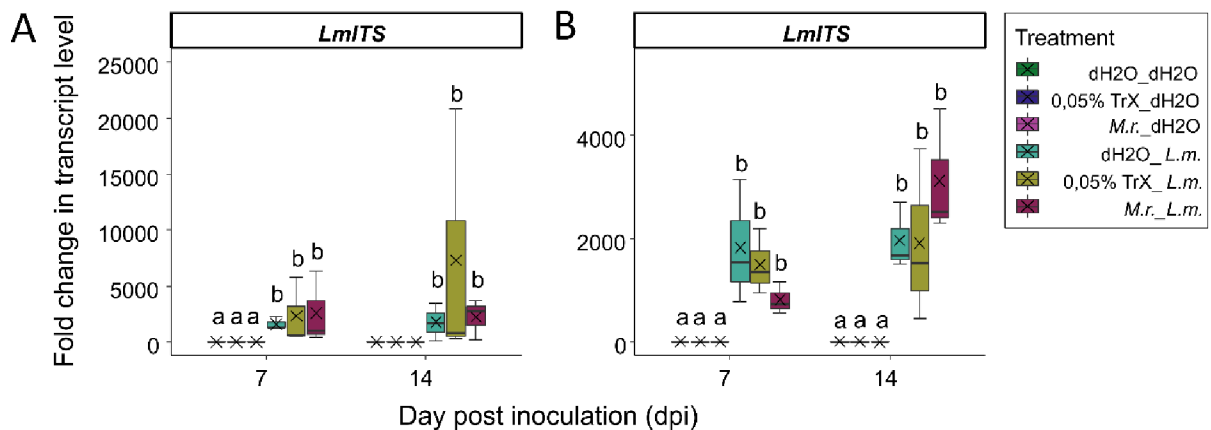 A
LmITS
Fold change in transcript level
25000
20000
15000
10000
5000
0
a a a b b b
b b b
7 14
B
LmITS
4000
2000
0
a a a b b b
a a a b b b
7 14
Day post inoculation (dpi)
Treatment
dH2O_dH2O
0,05% TrX_dH2O
M.r._dH2O
dH2O_ L.m.
0,05% TrX_ L.m.
M.r._L.m.